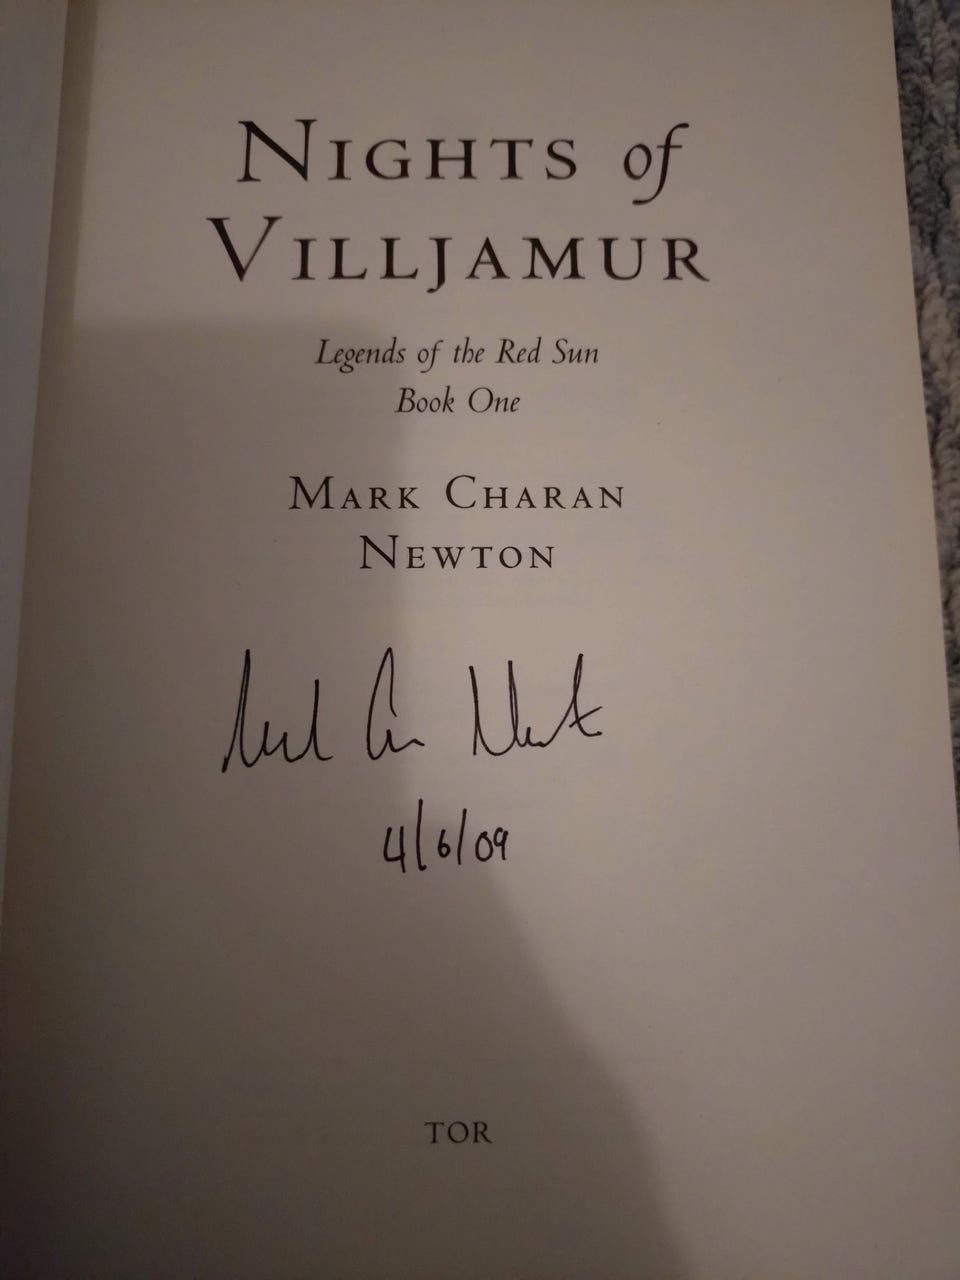 NIGHTS of
VILLJAMUR
Legends of the Red Sun
Book One
MARK CHARAN
NEWTON
4/6/09
TOR